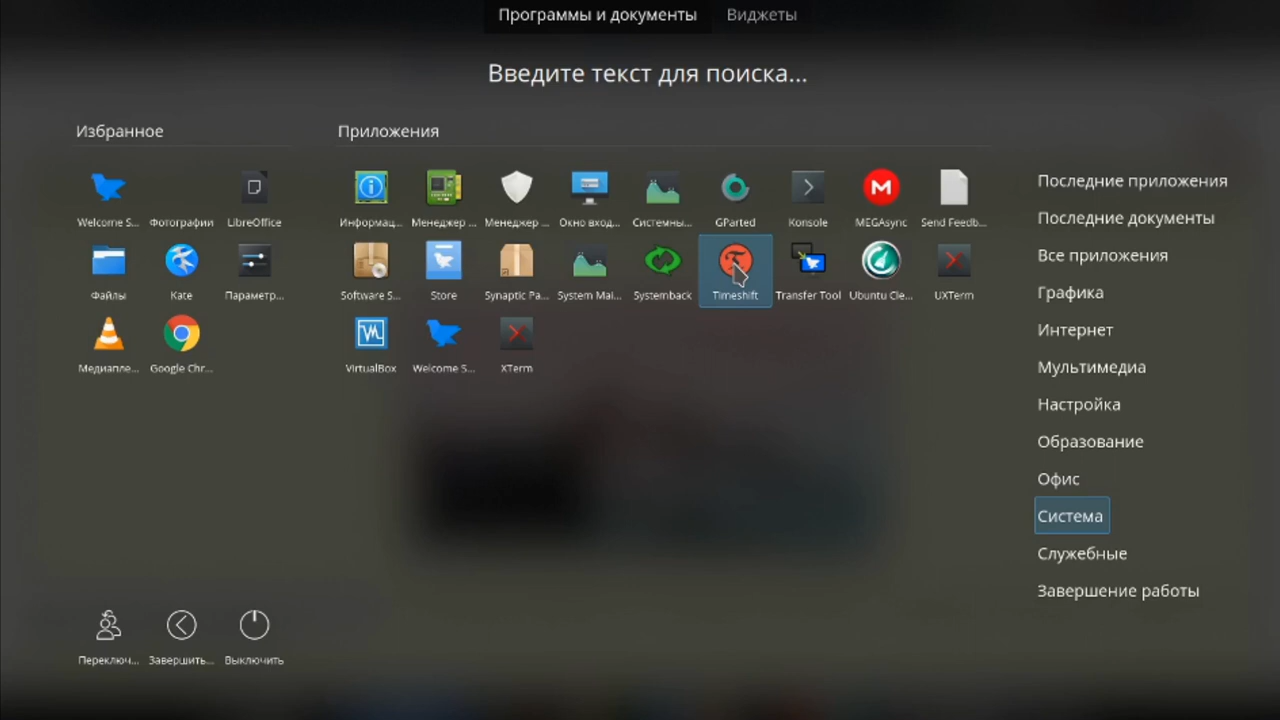 Программы и документы
Виджеты
Введите текст для поиска...
Избранное
Welcome S...
Фотографии
LibreOffice
Файлы
Kate
Параметр...
Медиапле...
Google Chr...
Приложения
Информац...
Менеджер ...
Менеджер ...
Окно вход...
Системны...
GParted
Konsole
MEGAsync
Send Feedb...
Software S...
Store
Synaptic Pa...
System Mai...
Systemback
Timeshift
Transfer Tool
Ubuntu Cle...
UXTerm
VirtualBox
Welcome S...
XTerm
Последние приложения
Последние документы
Все приложения
Графика
Интернет
Мультимедиа
Настройка
Образование
Офис
Система
Служебные
Завершение работы
Переключ...
Завершить...
Выключить